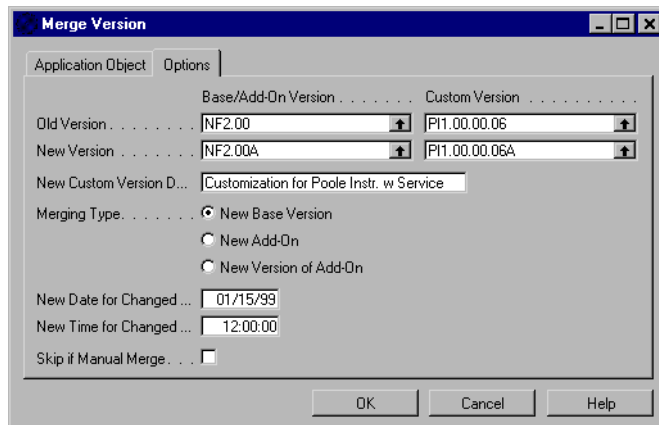 Merge Version
Application Object Options
Base/Add-On Version . . . . . . . Custom Version . . . . . . . . . .
Old Version . . . . . . . . NF2.00 PI1.00.00.06
New Version . . . . . . . NF2.00A PI1.00.00.06A
New Custom Version D... Customization for Poole Instr. w Service
Merging Type. . . . . . . New Base Version
New Add-On
New Version of Add-On
New Date for Changed ... 01/15/99
New Time for Changed ... 12:00:00
Skip if Manual Merge. . .
OK Cancel Help